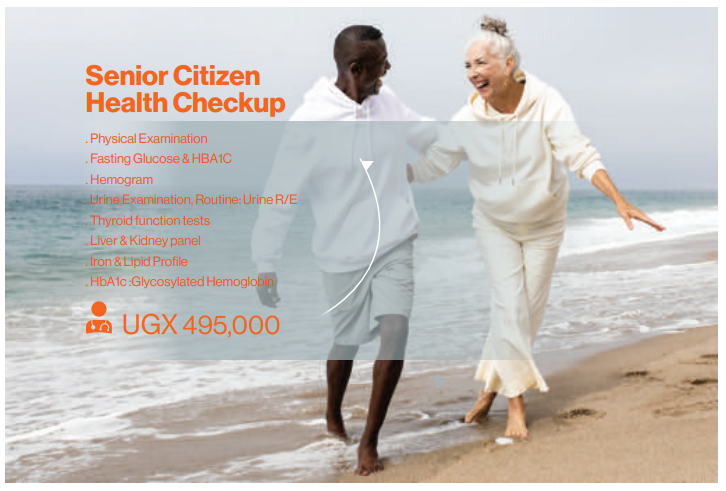 Senior Citizen
Health Checkup
. Physical Examination
. Fasting Glucose & HBA1C
. Hemogram
. Urine Examination, Routine: Urine R/E
. Thyroid function tests
. Liver & Kidney panel
. Iron & Lipid Profile
. HbA1c :Glycosylated Hemoglobin
UGX 495,000